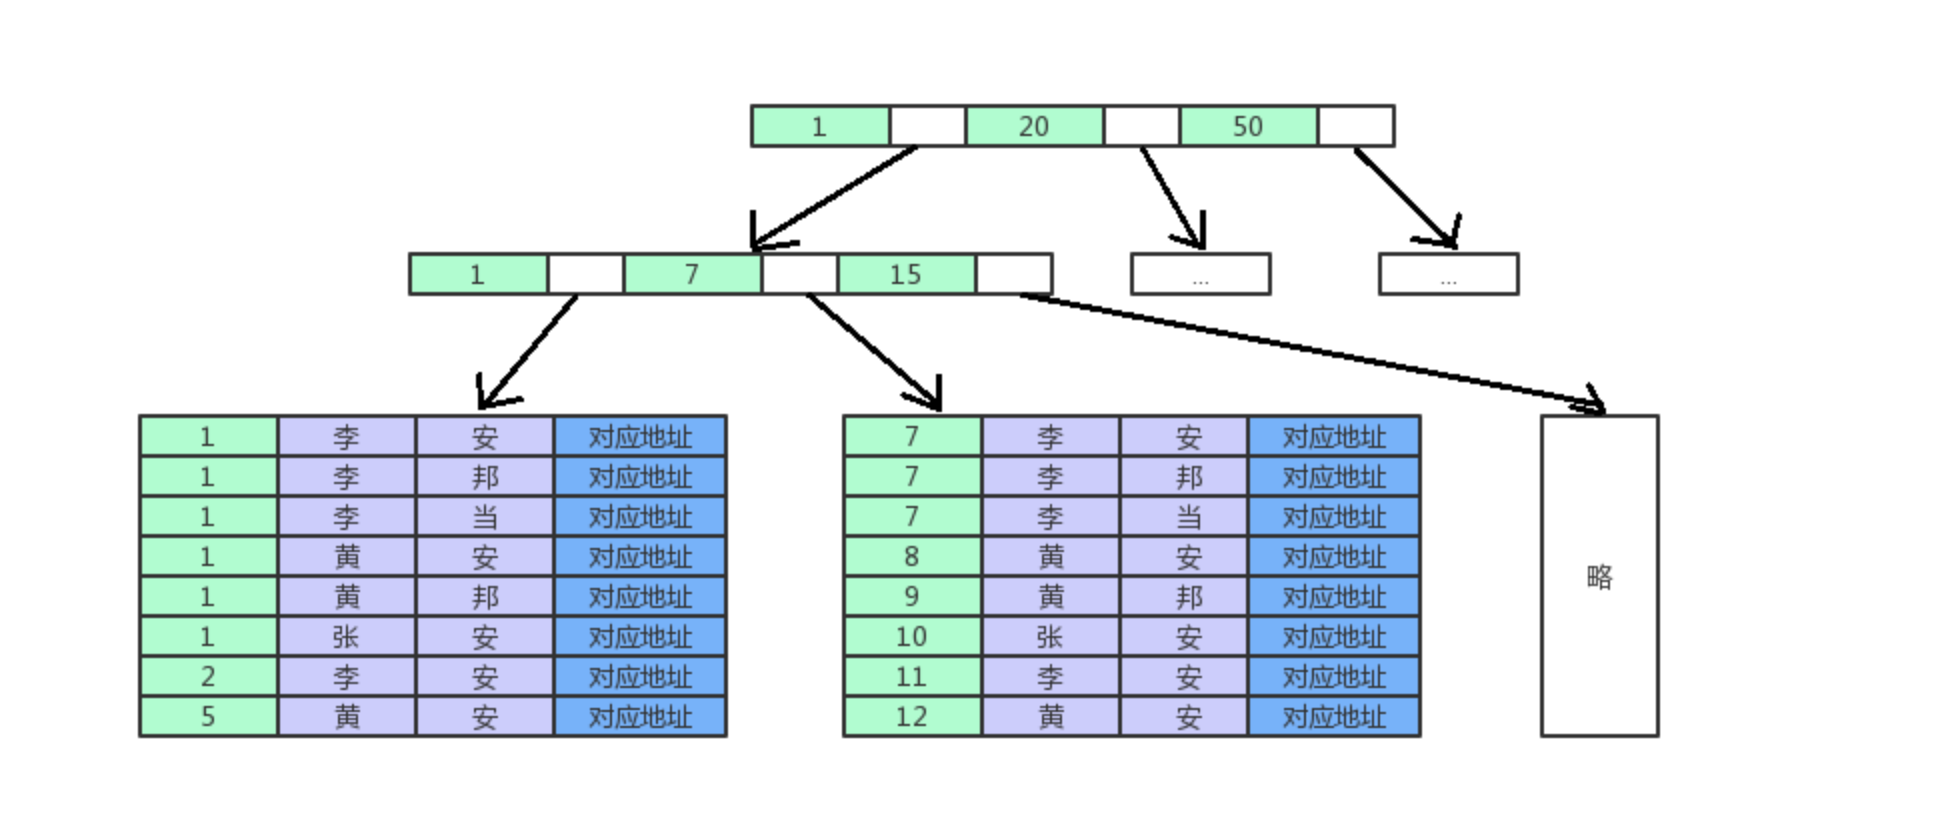 1 20 50
1 7 15 ... ...
1 李 安 对应地址
1 李 邦 对应地址
1 李 当 对应地址
1 黄 安 对应地址
1 黄 邦 对应地址
1 张 安 对应地址
2 李 安 对应地址
5 黄 安 对应地址
7 李 安 对应地址
7 李 邦 对应地址
7 李 当 对应地址
8 黄 安 对应地址
9 黄 邦 对应地址
10 张 安 对应地址
11 李 安 对应地址
12 黄 安 对应地址
略